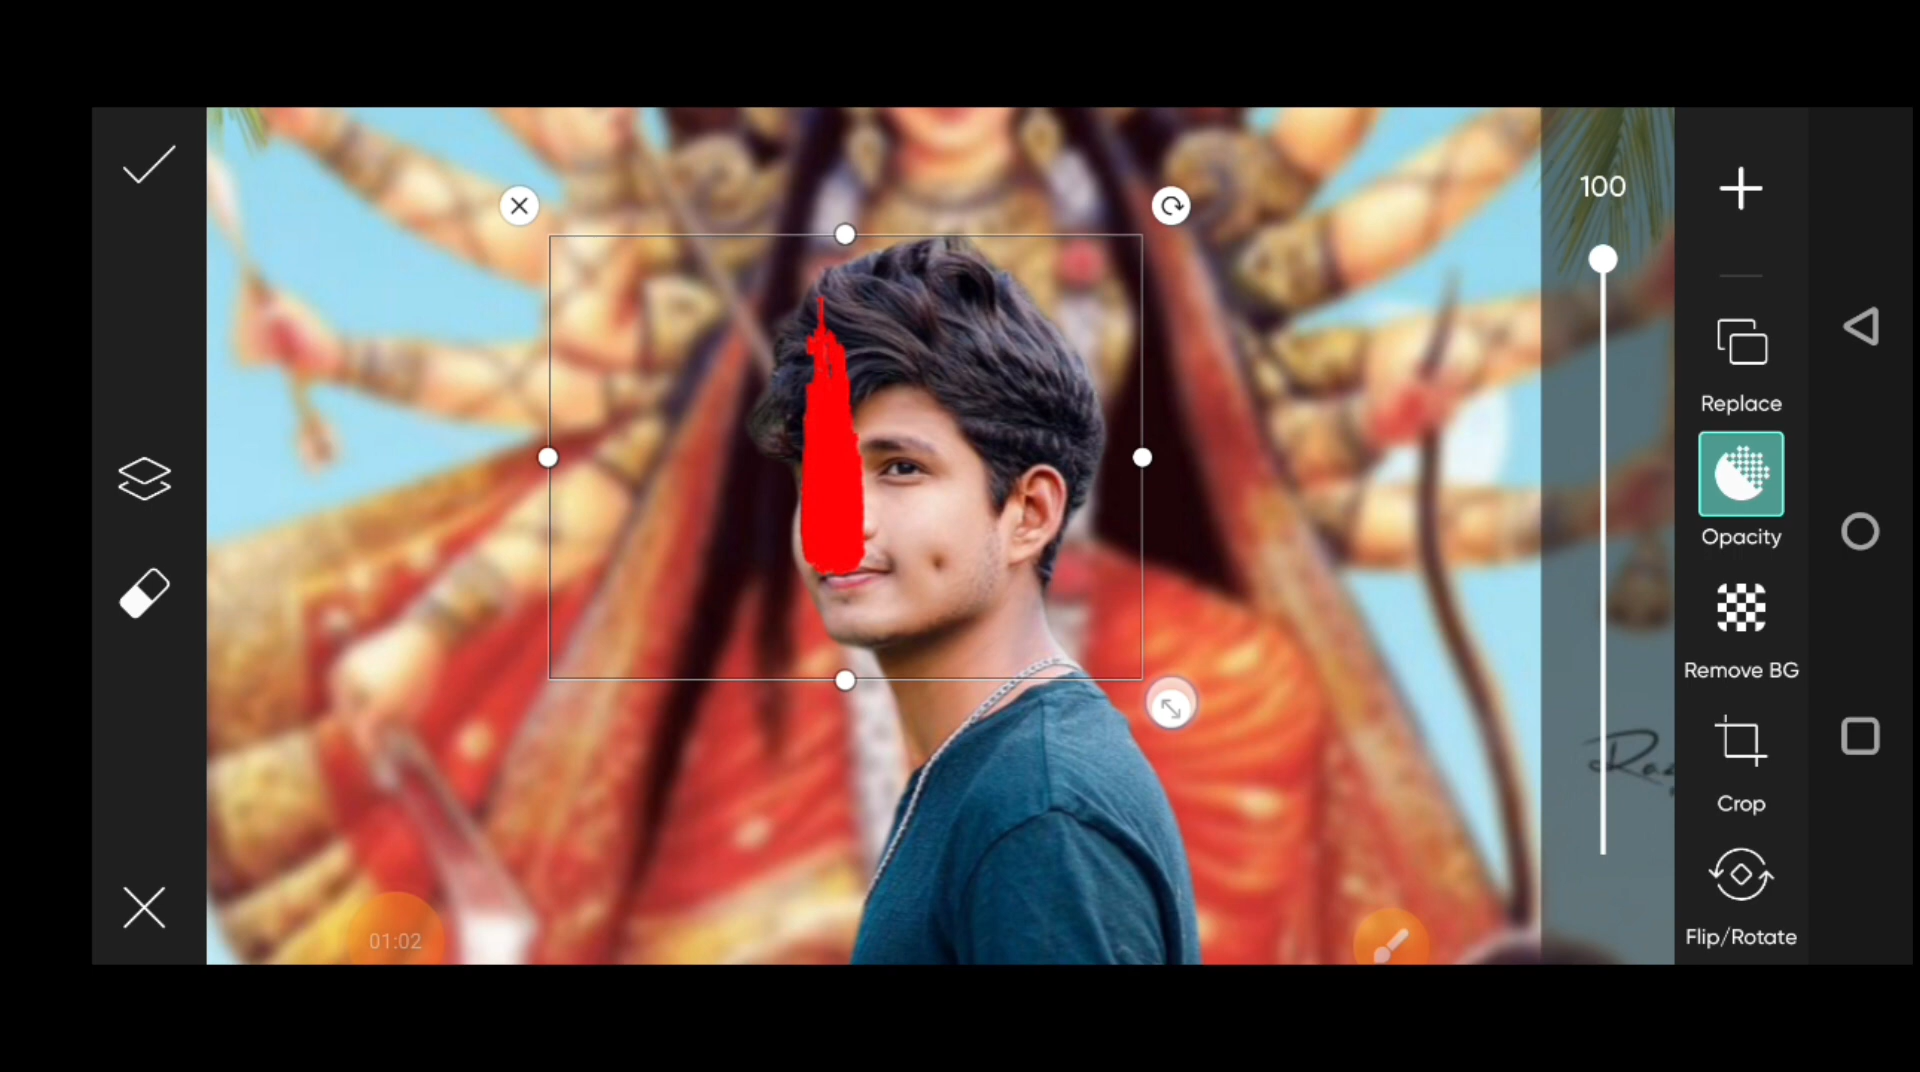 100
Replace
Opacity
Remove BG
Crop
Flip/Rotate
01:02